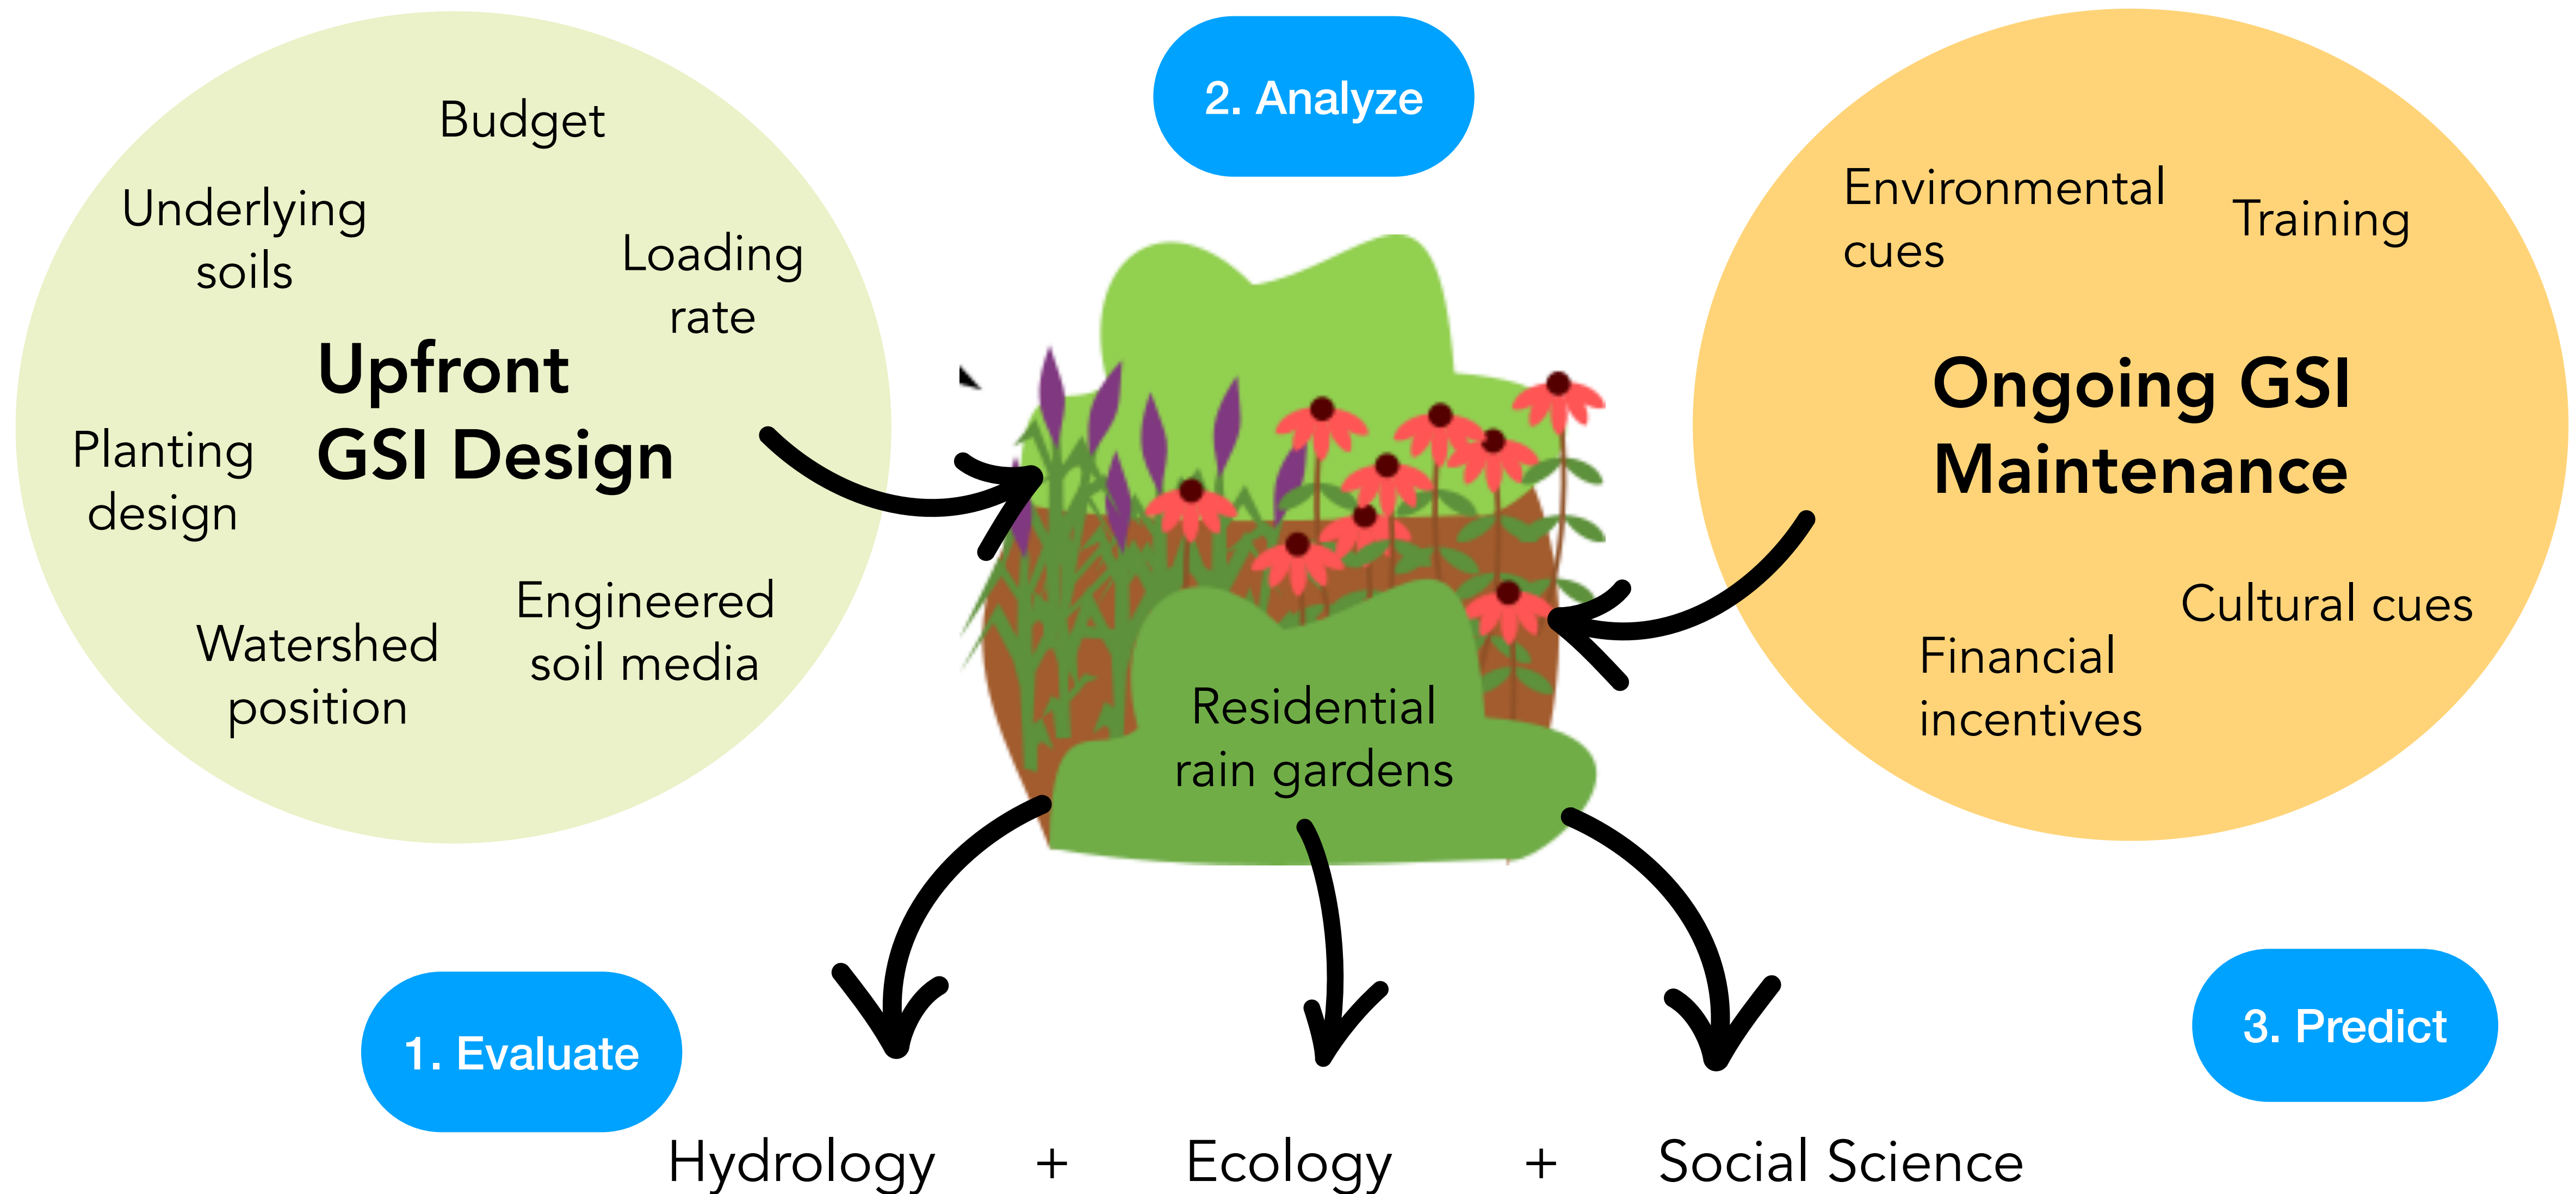 Budget
Underlying
soils
Loading
rate
Upfront
GSI Design
Planting
design
Engineered
soil media
Watershed
position
2. Analyze
Residential
rain gardens
Environmental
cues
Training
Ongoing GSI
Maintenance
Cultural cues
Financial
incentives
1. Evaluate
3. Predict
Hydrology + Ecology + Social Science